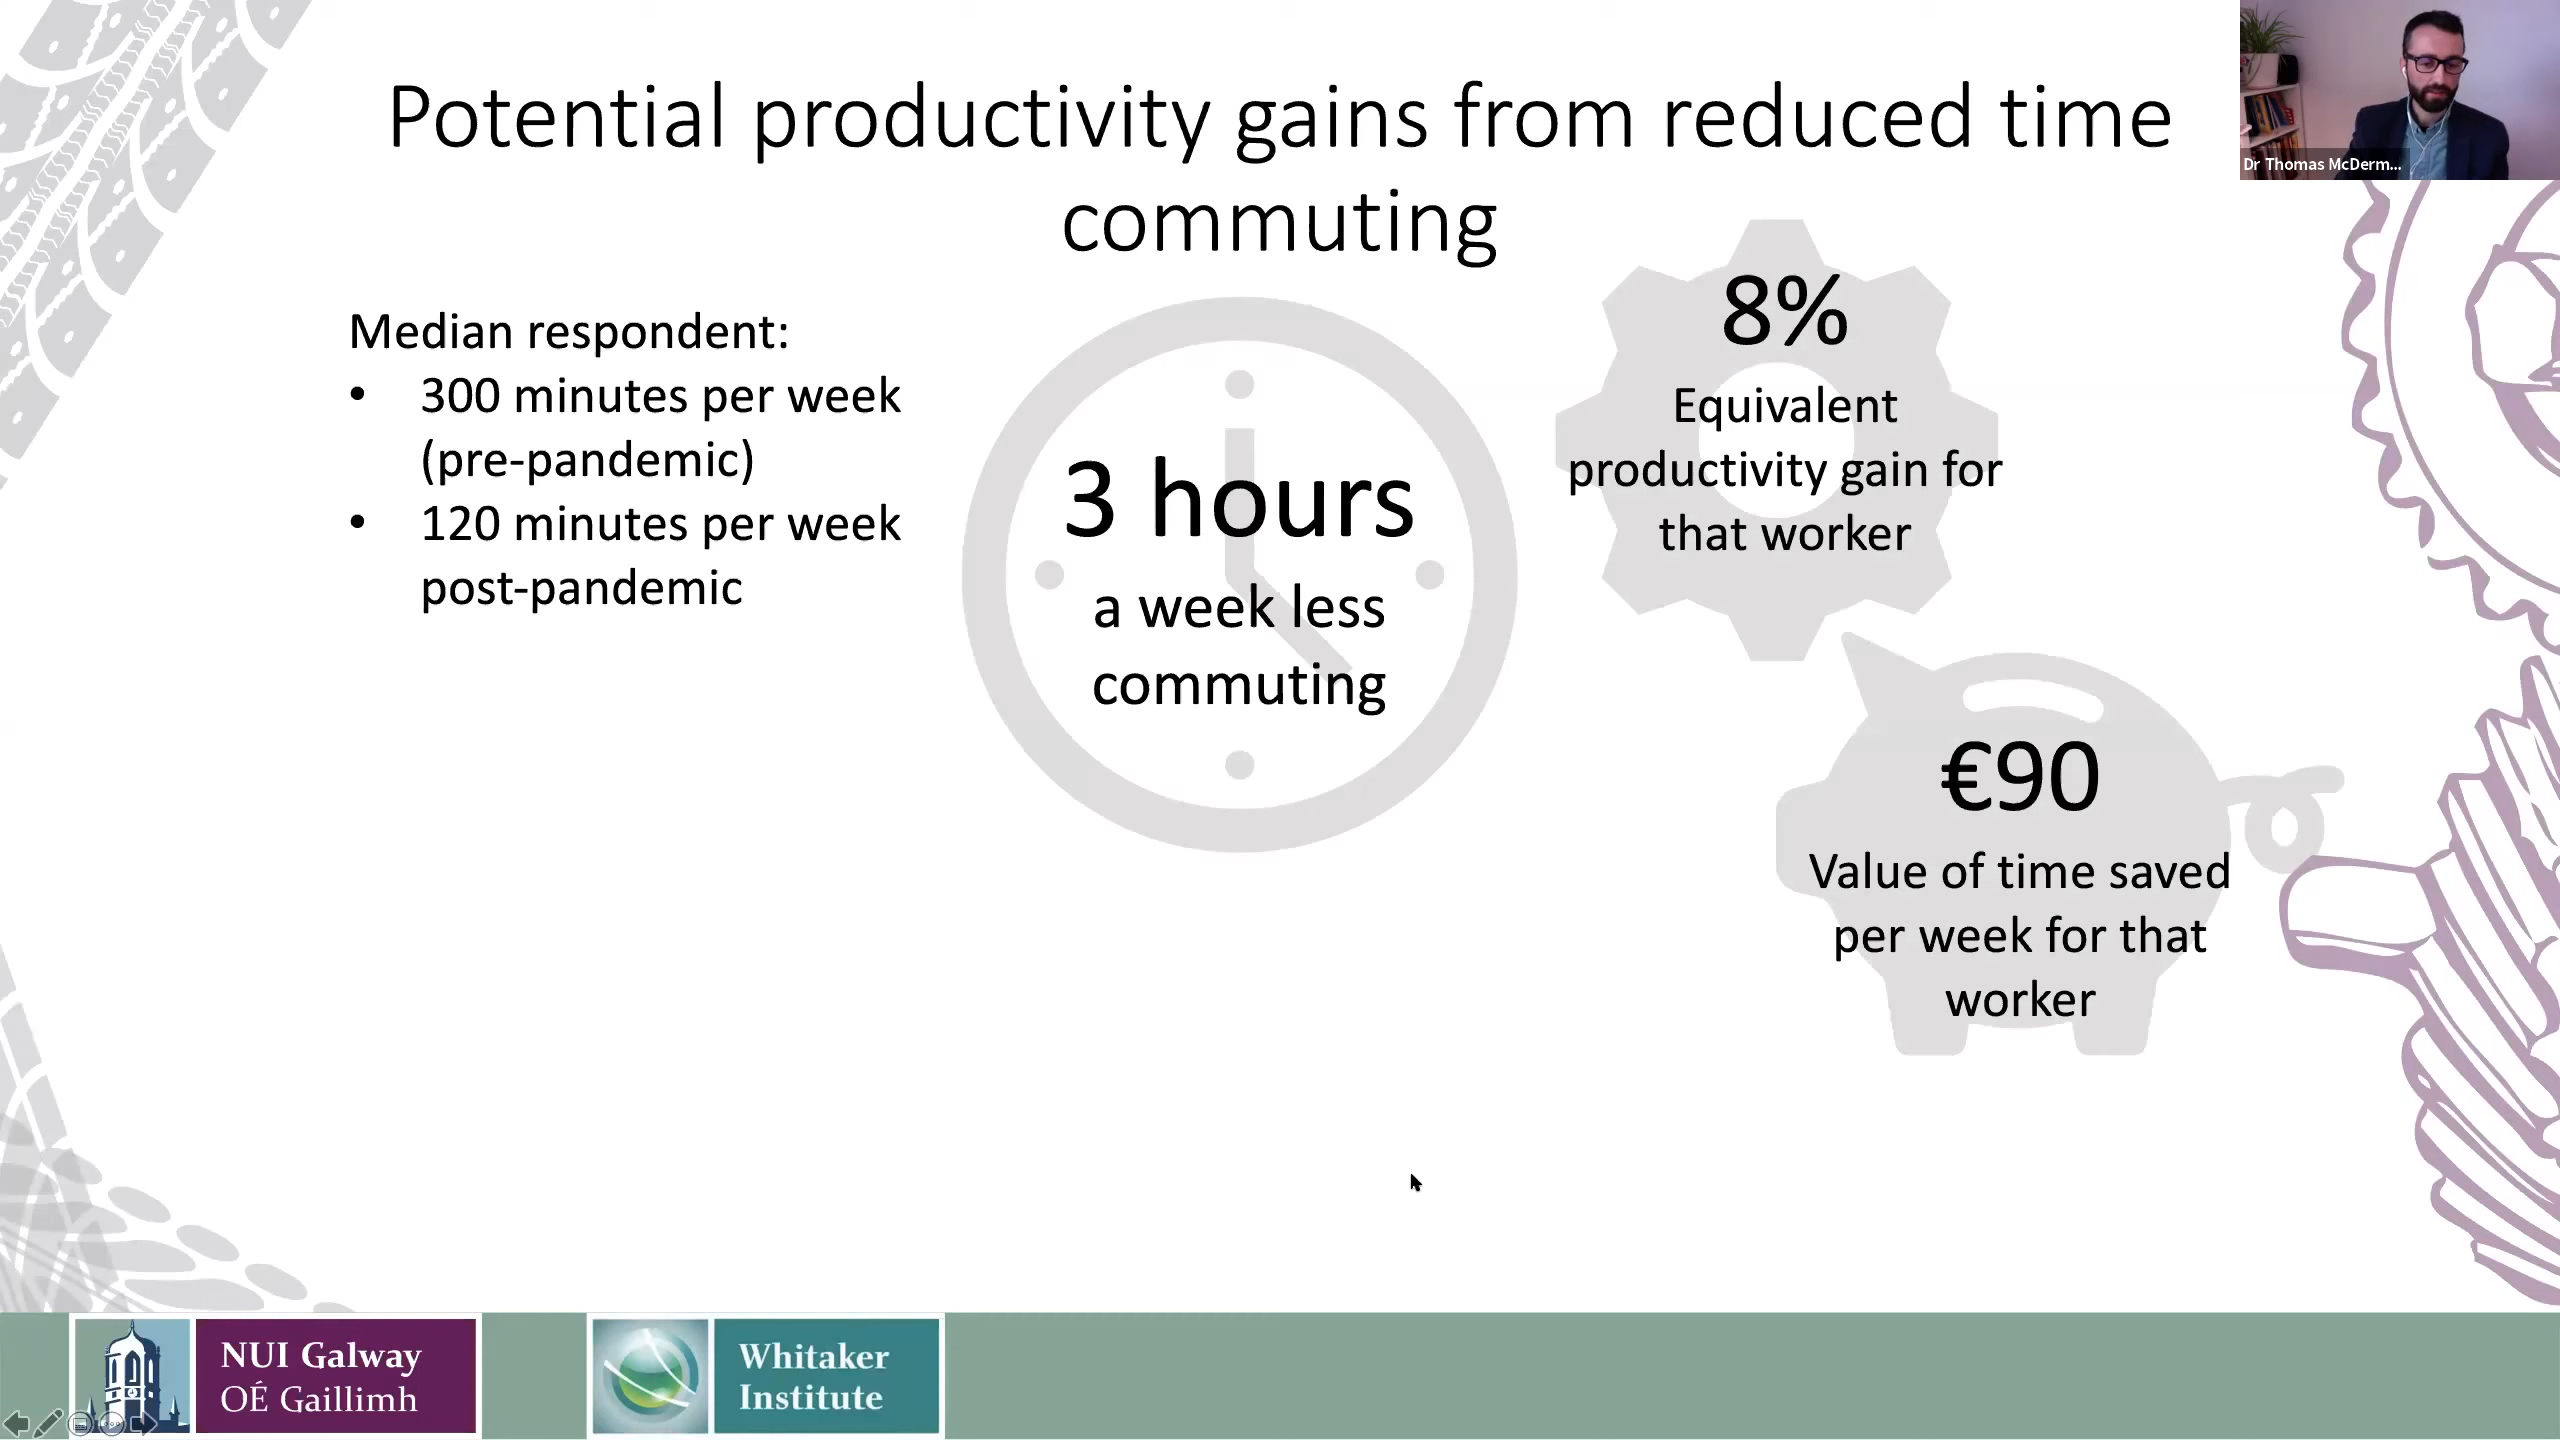 Potential productivity gains from reduced time
commuting
Dr Thomas McDerm...
Median respondent:
• 300 minutes per week
(pre-pandemic)
• 120 minutes per week
post-pandemic
3 hours
a week less
commuting
8%
Equivalent
productivity gain for
that worker
€90
Value of time saved
per week for that
worker
NUI Galway
OÉ Gaillimh
Whitaker
Institute